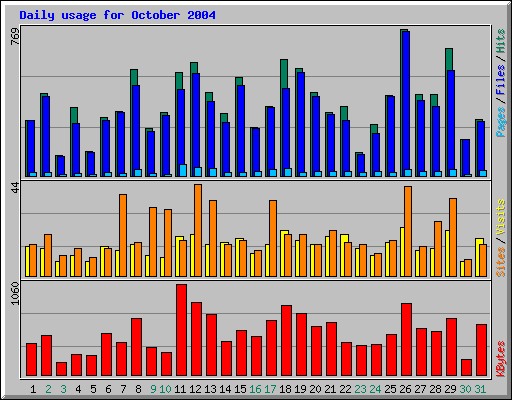 Daily usage for October 2004
769
Pages / Files / Hits
44
Sites / Visits
1060
KBytes
1 2 3 4 5 6 7 8 9 10 11 12 13 14 15 16 17 18 19 20 21 22 23 24 25 26 27 28 29 30 31